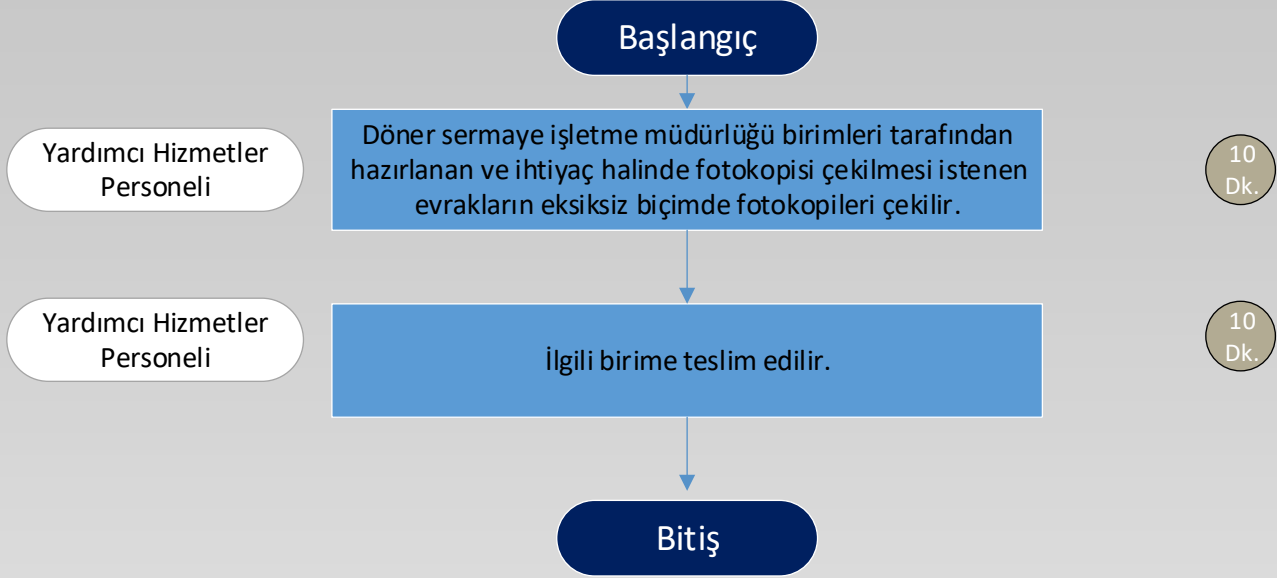 Başlangıç
Yardımcı Hizmetler
Personeli
Döner sermaye işletme müdürlüğü birimleri tarafından
hazırlanan ve ihtiyaç halinde fotokopisi çekilmesi istenen
evrakların eksiksiz biçimde fotokopileri çekilir.
10
Dk.
Yardımcı Hizmetler
Personeli
İlgili birime teslim edilir.
10
Dk.
Bitiş